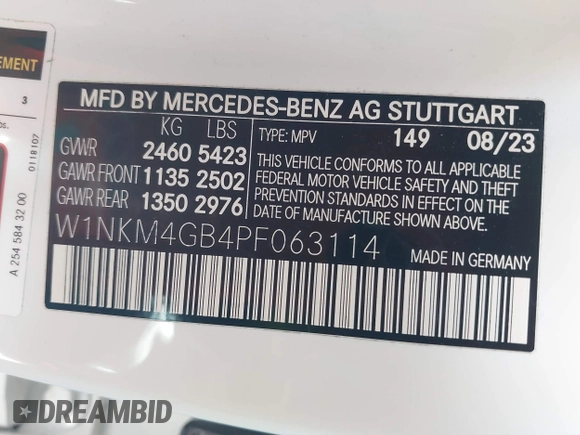 EMENT
3
os.
0118107
A 254 584 32 00
MFD BY MERCEDES-BENZ AG STUTTGART
KG LBS TYPE: MPV 149 08/23
GVWR 2460 5423
GAWR FRONT 1135 2502
GAWR REAR 1350 2976
THIS VEHICLE CONFORMS TO ALL APPLICABLE
FEDERAL MOTOR VEHICLE SAFETY AND THEFT
PREVENTION STANDARDS IN EFFECT ON THE
DATE OF MANUFACTURE SHOWN ABOVE.
W1NKM4GB4PF063114
MADE IN GERMANY
DREAMBID